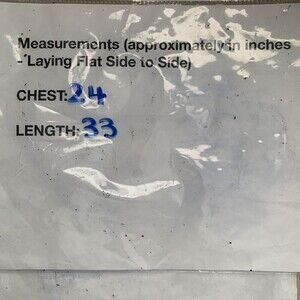 Measurements (approximately in inches
- Laying Flat Side to Side)
CHEST: 24
LENGTH: 33